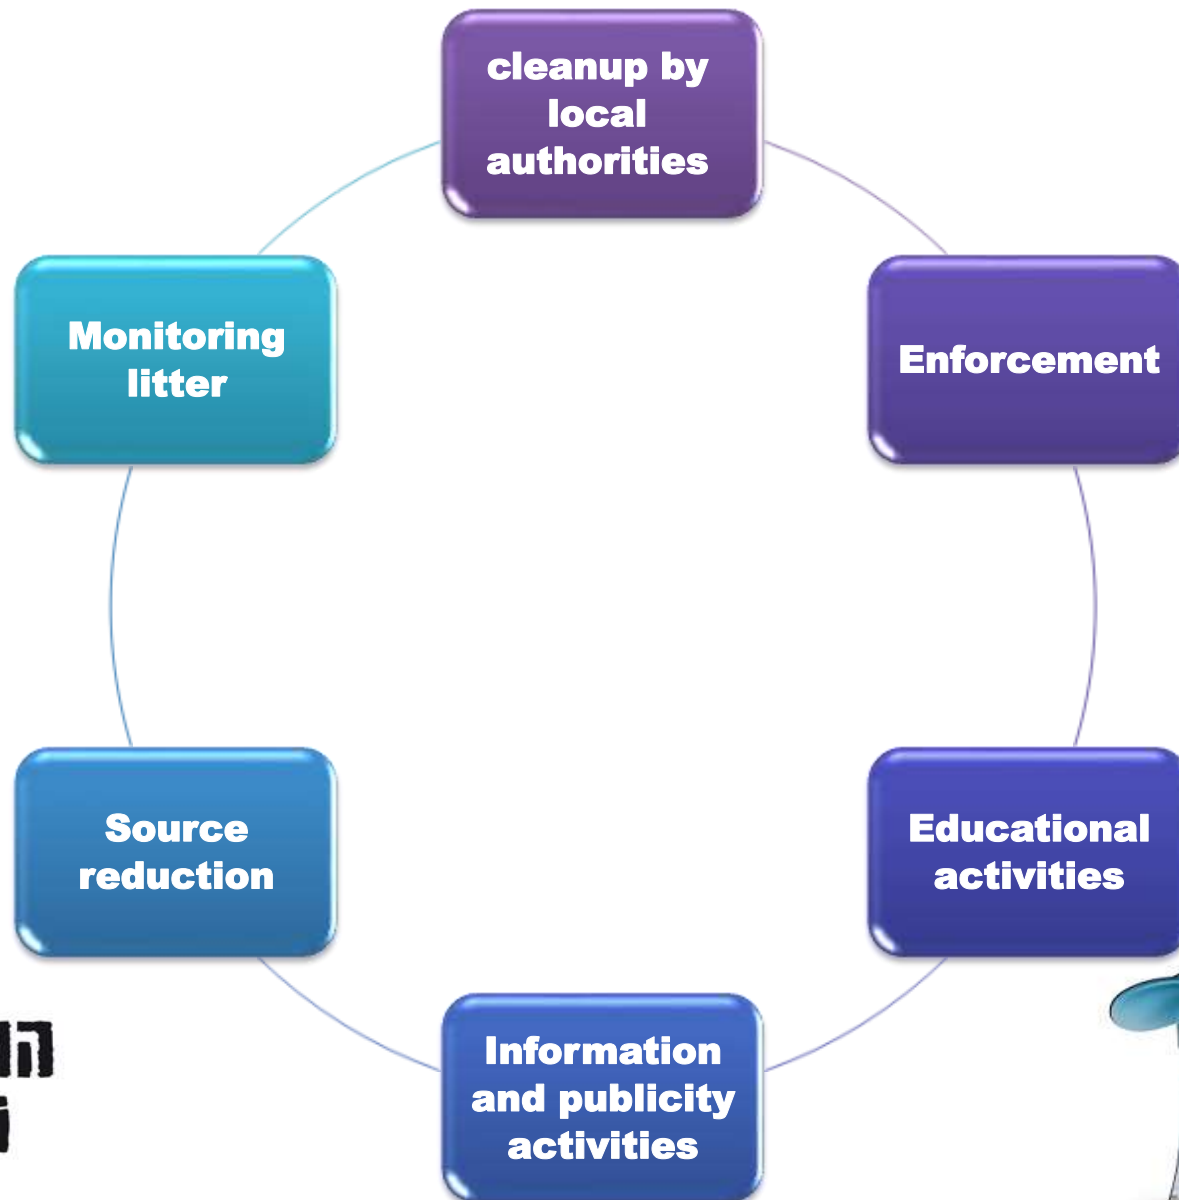 cleanup by
local
authorities
Enforcement
Educational
activities
Information
and publicity
activities
Source
reduction
Monitoring
litter